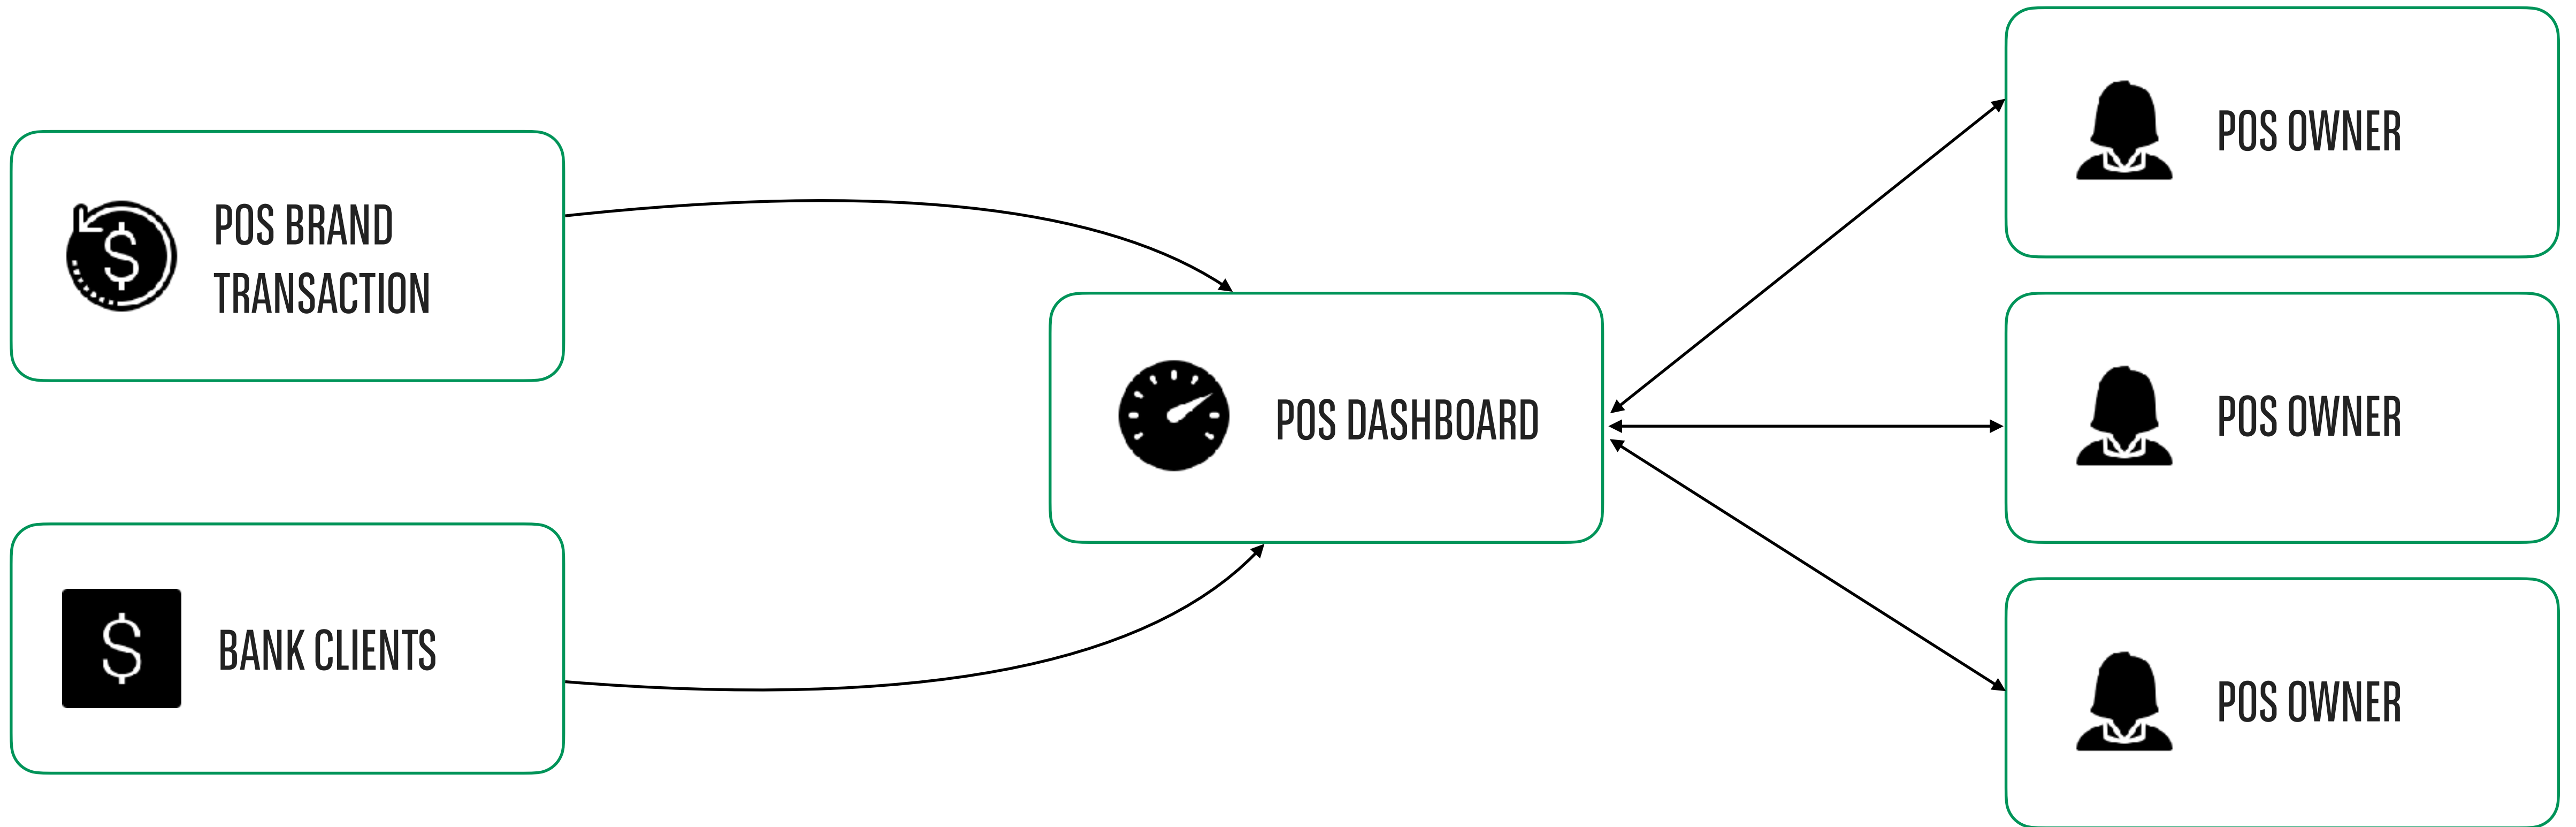 POS BRAND
TRANSACTION
$
BANK CLIENTS
$
POS DASHBOARD
POS OWNER
POS OWNER
POS OWNER